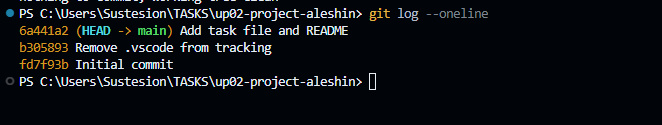 PS C:\Users\Sustesion\TASKS\up02-project-aleshin> git log --oneline
6a441a2 (HEAD -> main) Add task file and README
b305893 Remove .vscode from tracking
fd7f93b Initial commit
PS C:\Users\Sustesion\TASKS\up02-project-aleshin>